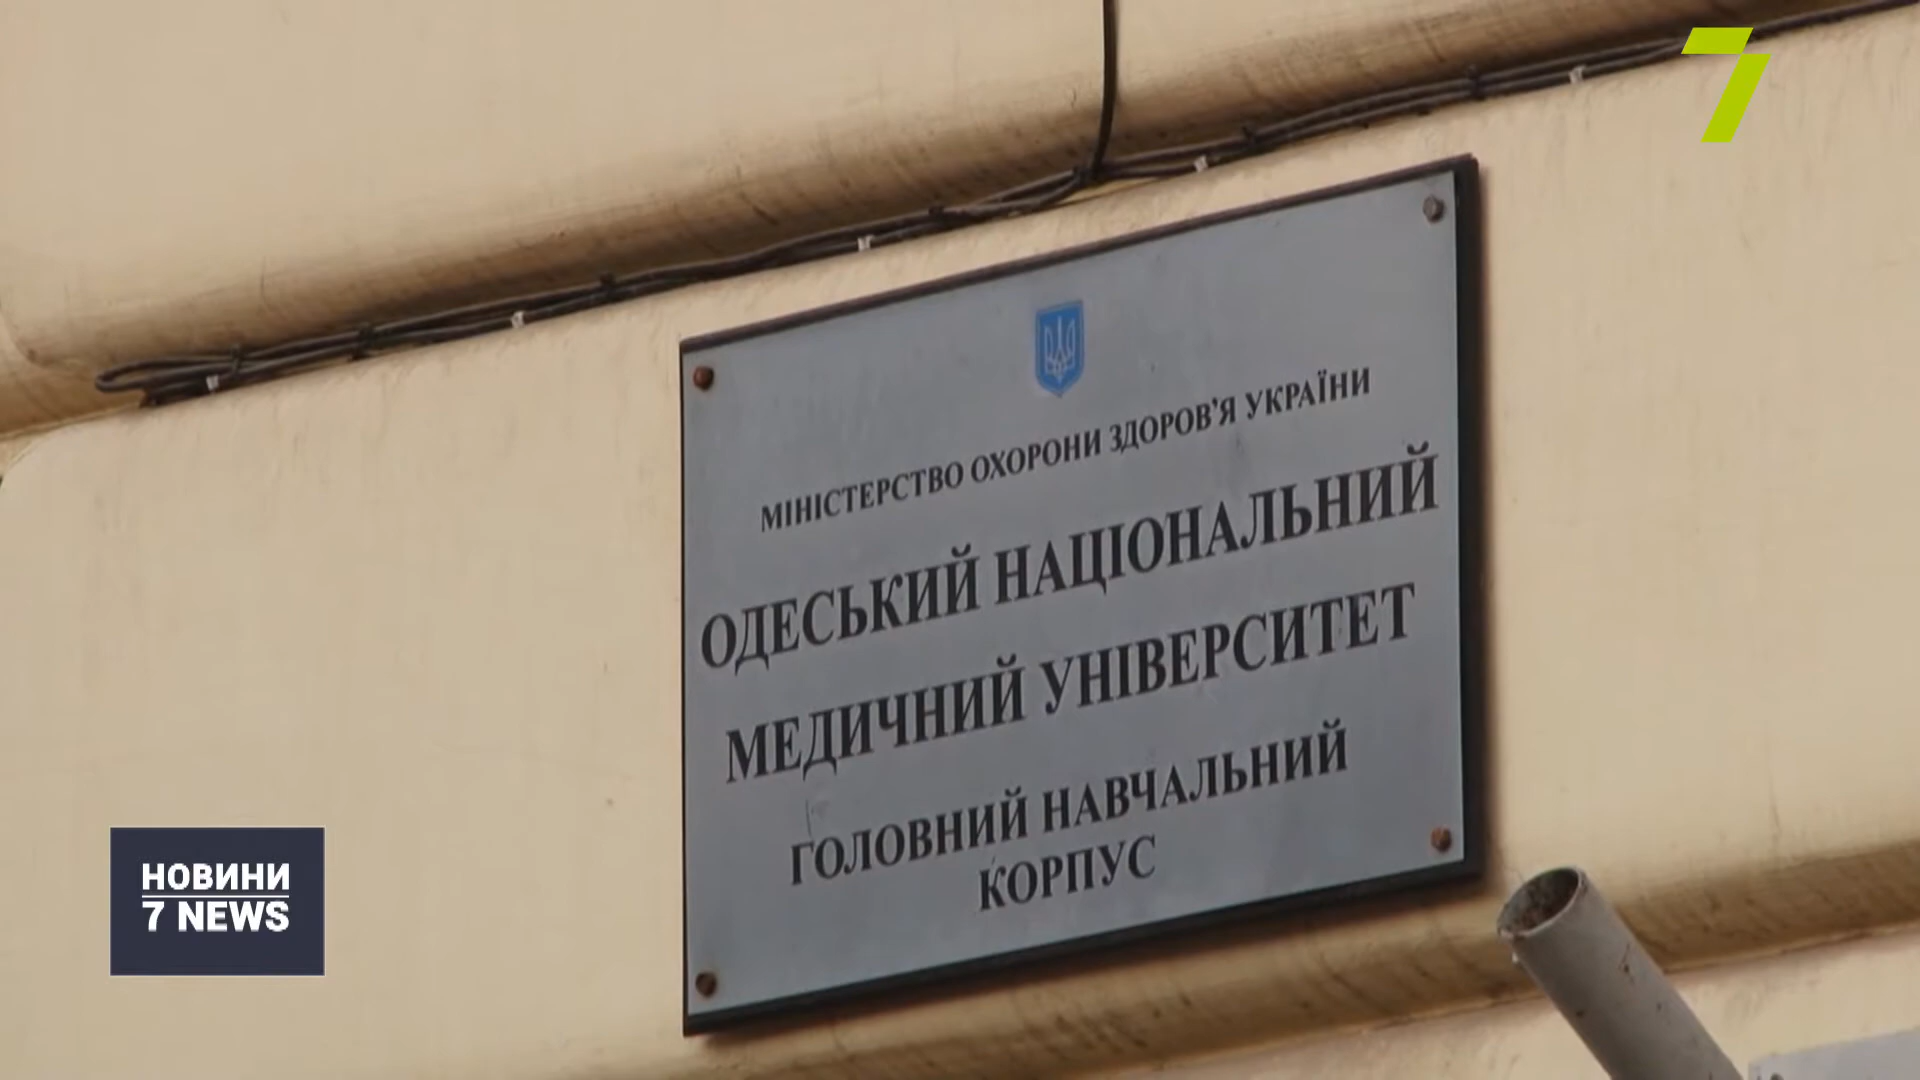 7
МІНІСТЕРСТВО ОХОРОНИ ЗДОРОВ'Я УКРАЇНИ
ОДЕСЬКИЙ НАЦІОНАЛЬНИЙ
МЕДИЧНИЙ УНІВЕРСИТЕТ
ГОЛОВНИЙ НАВЧАЛЬНИЙ
КОРПУС
НОВИНИ
7 NEWS